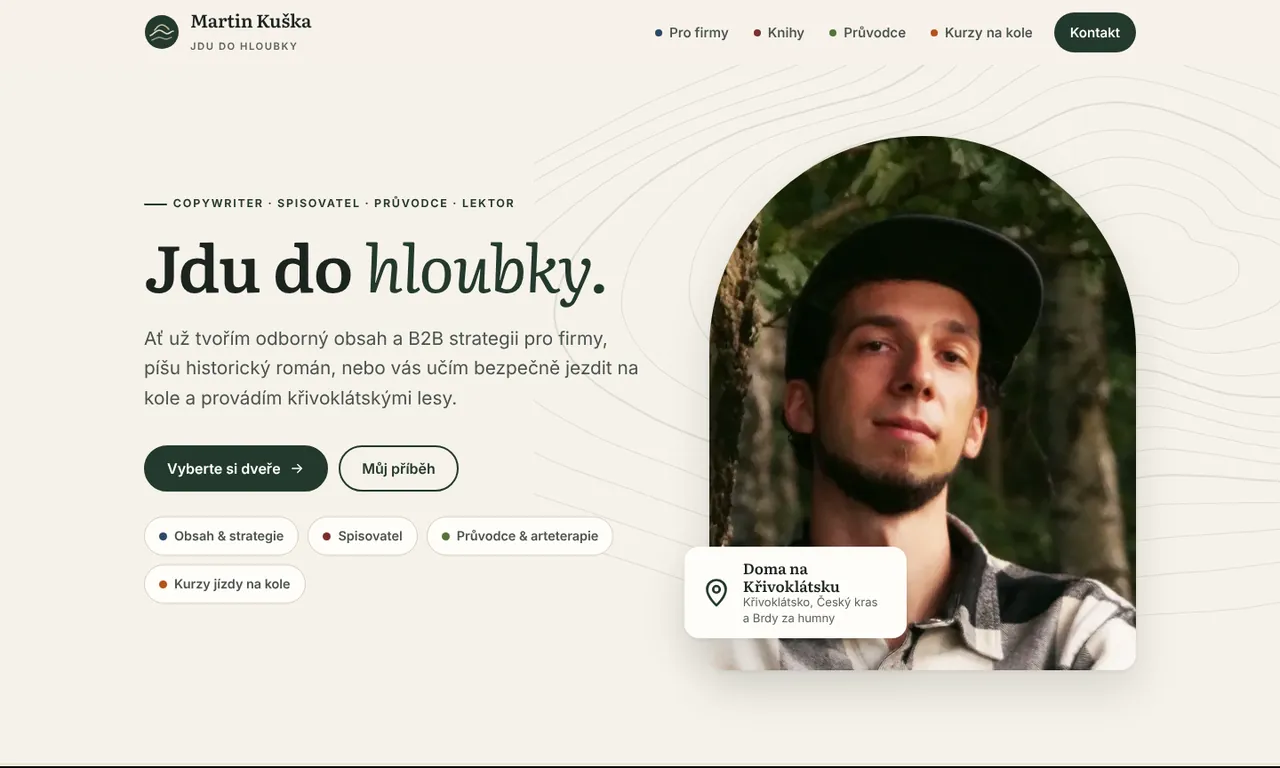 Martin Kuška
JDU DO HLOUBKY
Pro firmy
Knihy
Průvodce
Kurzy na kole
Kontakt
COPYWRITER · SPISOVATEL · PRŮVODCE · LEKTOR
Jdu do hloubky.
Ať už tvořím odborný obsah a B2B strategii pro firmy,
píšu historický román, nebo vás učím bezpečně jezdit na
kole a provádím křivoklátskými lesy.
Vyberte si dveře →
Můj příběh
Obsah & strategie
Spisovatel
Průvodce & arteterapie
Kurzy jízdy na kole
Doma na
Křivoklátsku
Křivoklátsko, Český kras
a Brdy za humny